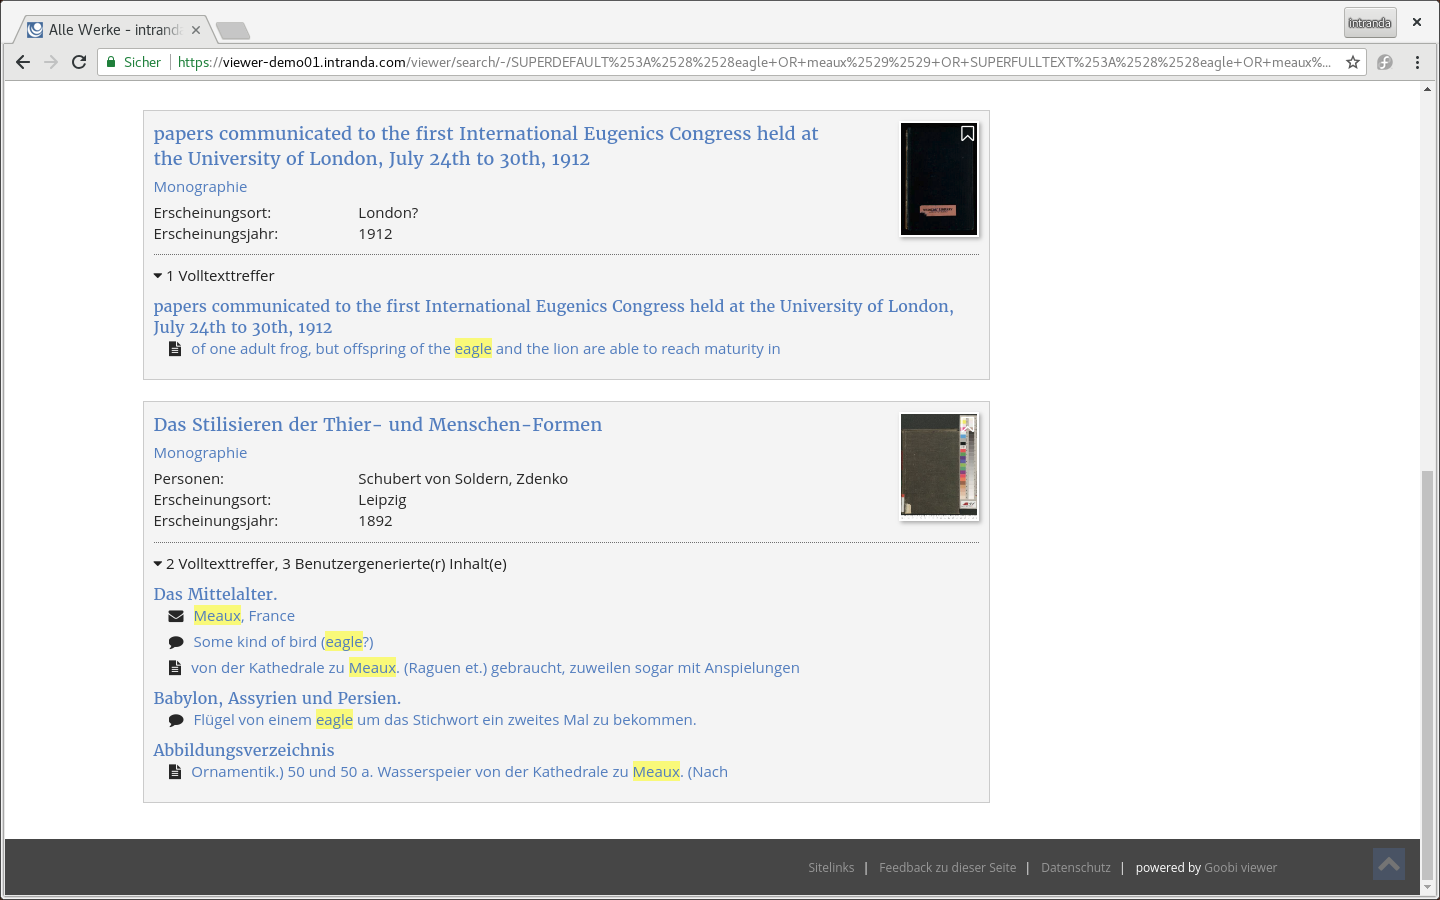 Alle Werke - intranda
intranda
Sicher
https://viewer-demo01.intranda.com/viewer/search/-/SUPERDEFAULT%253A%2528%2528eagle+OR+meaux%2529%2529+OR+SUPERFULLTEXT%253A%2528%2528eagle+OR+meaux%...
papers communicated to the first International Eugenics Congress held at
the University of London, July 24th to 30th, 1912
Monographie
Erscheinungsort: London?
Erscheinungsjahr: 1912
1 Volltexttreffer
papers communicated to the first International Eugenics Congress held at the University of London,
July 24th to 30th, 1912
of one adult frog, but offspring of the eagle and the lion are able to reach maturity in
Das Stilisieren der Thier- und Menschen-Formen
Monographie
Personen: Schubert von Soldern, Zdenko
Erscheinungsort: Leipzig
Erscheinungsjahr: 1892
2 Volltexttreffer, 3 Benutzergenerierte(r) Inhalt(e)
Das Mittelalter.
Meaux, France
Some kind of bird (eagle?)
von der Kathedrale zu Meaux. (Raguen et.) gebraucht, zuweilen sogar mit Anspielungen
Babylon, Assyrien und Persien.
Flügel von einem eagle um das Stichwort ein zweites Mal zu bekommen.
Abbildungsverzeichnis
Ornamentik.) 50 und 50 a. Wasserspeier von der Kathedrale zu Meaux. (Nach
Sitelinks | Feedback zu dieser Seite | Datenschutz | powered by Goobi viewer